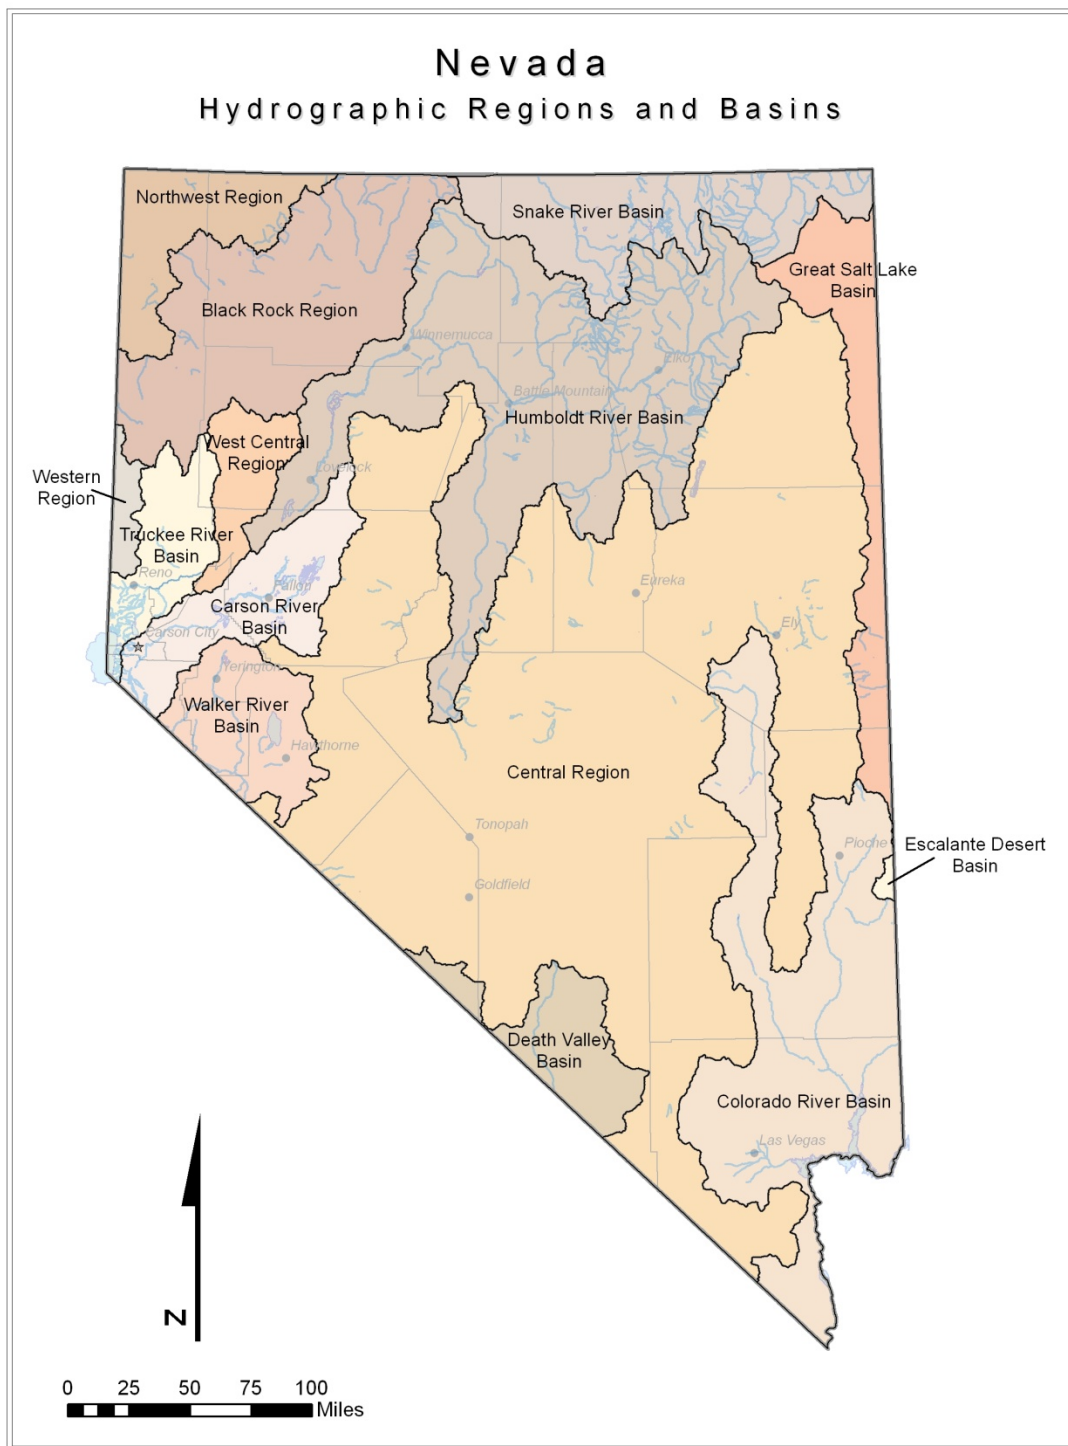 Nevada
Hydrographic Regions and Basins
Northwest Region
Snake River Basin
Great Salt Lake
Basin
Black Rock Region
Winnemucca
Elko
Battle Mountain
Humboldt River Basin
West Central
Region
Lovelock
Western
Region
Truckee River
Basin
Reno
Fallon
Carson River
Basin
Eureka
Ely
Carson City
Yerington
Walker River
Basin
Hawthorne
Central Region
Tonopah
Pioche
Escalante Desert
Basin
Goldfield
Death Valley
Basin
Colorado River Basin
Las Vegas
N
0 25 50 75 100
Miles